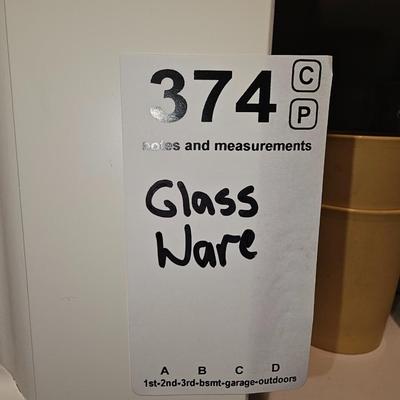 374 C
P
notes and measurements
Glass
Ware
A B C D
1st-2nd-3rd-bsmt-garage-outdoors